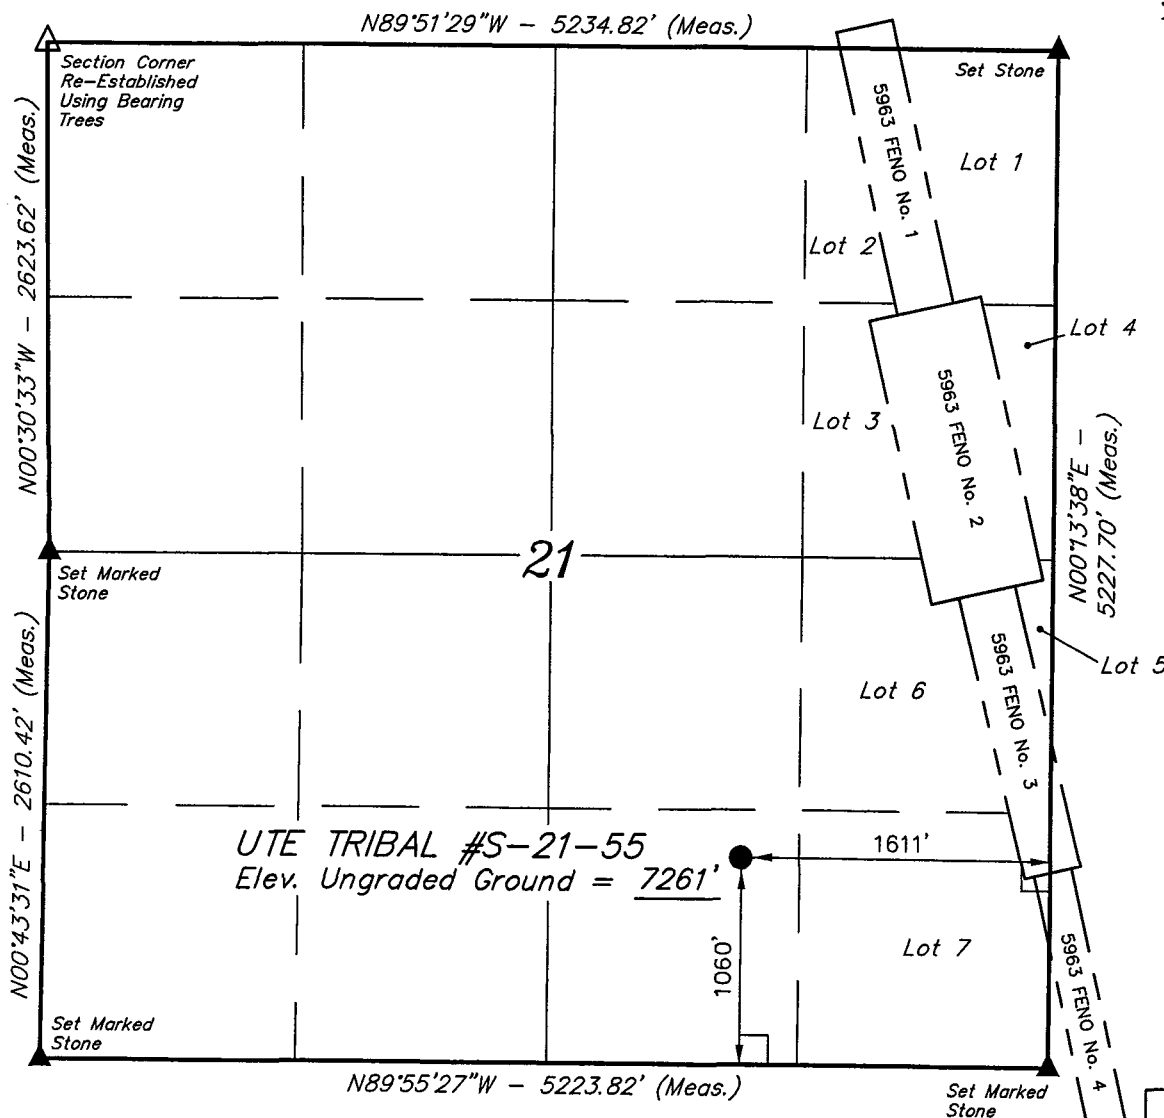 N89°51'29"W - 5234.82' (Meas.)
Section Corner
Re-Established
Using Bearing
Trees
Set Stone
N00°30'33"W - 2623.62' (Meas.)
5963 FENO No. 1
Lot 1
Lot 2
Lot 4
Lot 3
5963 FENO No. 2
N00°13'38"E -
5227.70' (Meas.)
21
Set Marked
Stone
Lot 5
Lot 6
5963 FENO No. 3
N00°43'31"E - 2610.42' (Meas.)
UTE TRIBAL #S-21-55
Elev. Ungraded Ground = 7261'
1611'
1060'
Lot 7
5963 FENO No. 4
Set Marked
Stone
N89°55'27"W - 5223.82' (Meas.)
Set Marked
Stone